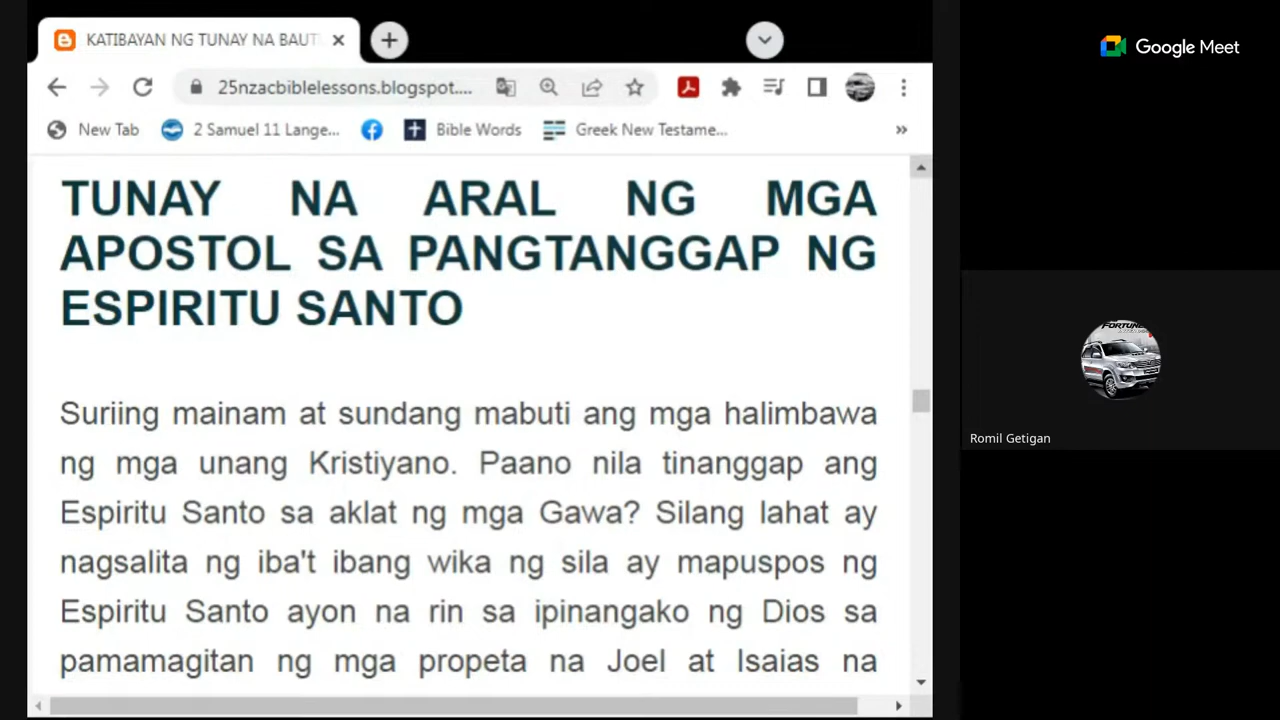 KATIBAYAN NG TUNAY NA BAUT
Google Meet
25nzacbiblelessons.blogspot....
New Tab
2 Samuel 11 Lange...
Bible Words
Greek New Testame...
»
TUNAY NA ARAL NG MGA
APOSTOL SA PANGTANGGAP NG
ESPIRITU SANTO
Suriing mainam at sundang mabuti ang mga halimbawa
ng mga unang Kristiyano. Paano nila tinanggap ang
Espiritu Santo sa aklat ng mga Gawa? Silang lahat ay
nagsalita ng iba't ibang wika ng sila ay mapuspos ng
Espiritu Santo ayon na rin sa ipinangako ng Dios sa
pamamagitan ng mga propeta na Joel at Isaias na
Romil Getigan